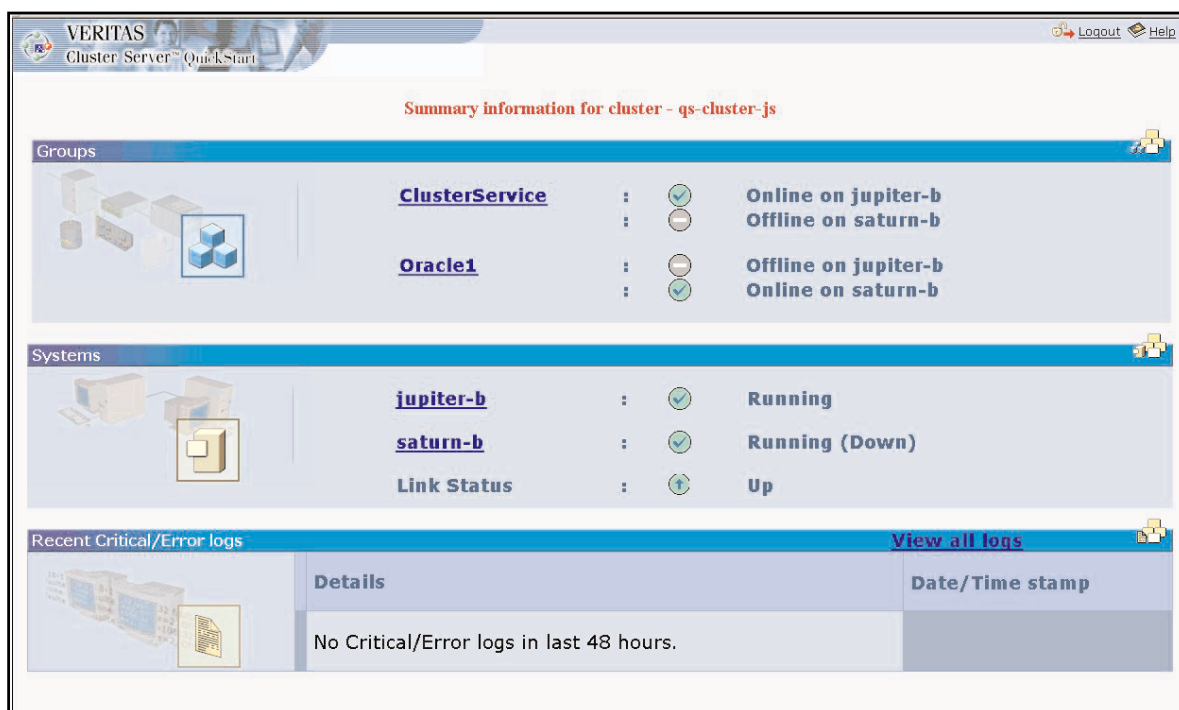 VERITAS
Cluster Server™ QuickStart
Logout Help
Summary information for cluster - qs-cluster-js
Groups
ClusterService : Online on jupiter-b
: Offline on saturn-b
Oracle1 : Offline on jupiter-b
: Online on saturn-b
Systems
jupiter-b : Running
saturn-b : Running (Down)
Link Status : Up
Recent Critical/Error logs View all logs
Details Date/Time stamp
No Critical/Error logs in last 48 hours.